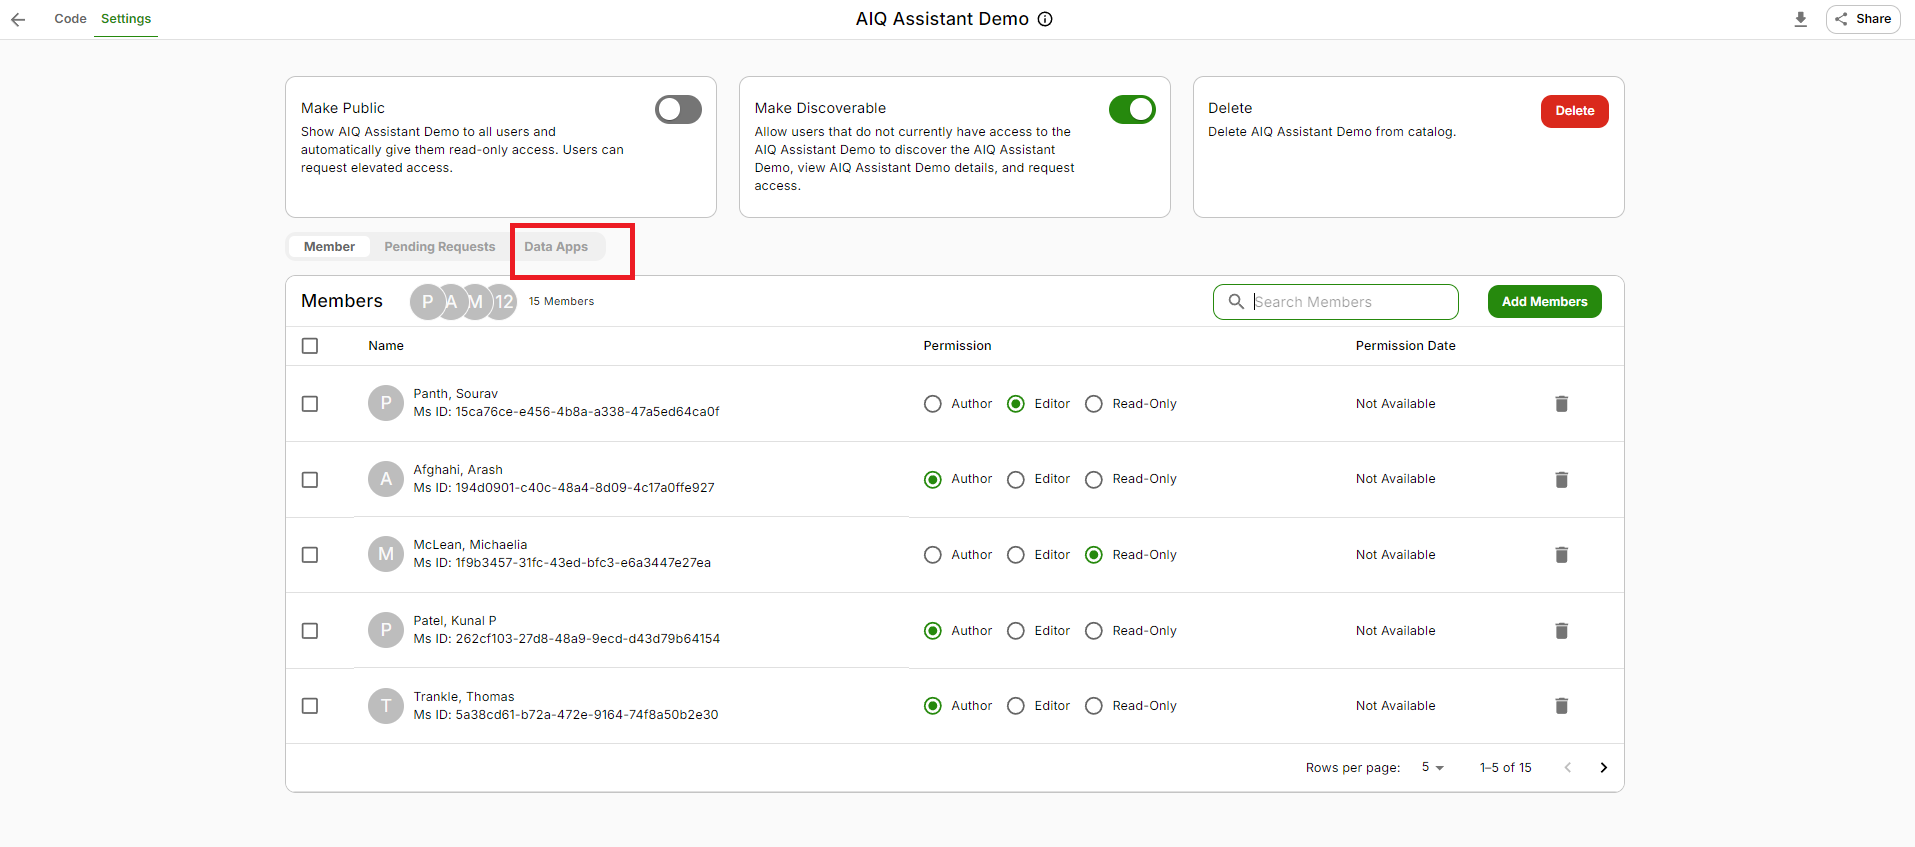 Code Settings AIQ Assistant Demo Share
Make Public
Show AIQ Assistant Demo to all users and
automatically give them read-only access. Users can
request elevated access.
Make Discoverable
Allow users that do not currently have access to the
AIQ Assistant Demo to discover the AIQ Assistant
Demo, view AIQ Assistant Demo details, and request
access.
Delete
Delete AIQ Assistant Demo from catalog.
Delete
Member Pending Requests Data Apps
Members P A M 12 15 Members Search Members Add Members
Name Permission Permission Date
P Panth, Sourav
Ms ID: 15ca76ce-e456-4b8a-a338-47a5ed64ca0f
Author Editor Read-Only Not Available
A Afghahi, Arash
Ms ID: 194d0901-c40c-48a4-8d09-4c17a0ffe927
Author Editor Read-Only Not Available
M McLean, Michaelia
Ms ID: 1f9b3457-31fc-43ed-bfc3-e6a3447e27ea
Author Editor Read-Only Not Available
P Patel, Kunal P
Ms ID: 262cf103-27d8-48a9-9ecd-d43d79b64154
Author Editor Read-Only Not Available
T Trankle, Thomas
Ms ID: 5a38cd61-b72a-472e-9164-74f8a50b2e30
Author Editor Read-Only Not Available
Rows per page: 5 1–5 of 15